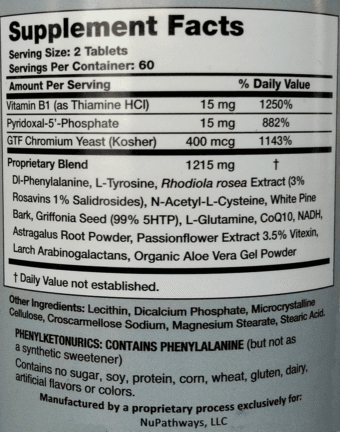 Supplement Facts
Serving Size: 2 Tablets
Servings Per Container: 60
Amount Per Serving % Daily Value
Vitamin B1 (as Thiamine HCl) 15 mg 1250%
Pyridoxal-5'-Phosphate 15 mg 882%
GTF Chromium Yeast (Kosher) 400 mcg 1143%
Proprietary Blend 1215 mg †
Dl-Phenylalanine, L-Tyrosine, Rhodiola rosea Extract (3%
Rosavins 1% Salidrosides), N-Acetyl-L-Cysteine, White Pine
Bark, Griffonia Seed (99% 5HTP), L-Glutamine, CoQ10, NADH,
Astragalus Root Powder, Passionflower Extract 3.5% Vitexin,
Larch Arabinogalactans, Organic Aloe Vera Gel Powder
† Daily Value not established.
Other Ingredients: Lecithin, Dicalcium Phosphate, Microcrystalline
Cellulose, Croscarmellose Sodium, Magnesium Stearate, Stearic Acid.
PHENYLKETONURICS: CONTAINS PHENYLALANINE (but not as
a synthetic sweetener)
Contains no sugar, soy, protein, corn, wheat, gluten, dairy,
artificial flavors or colors.
Manufactured by a proprietary process exclusively for:
NuPathways, LLC